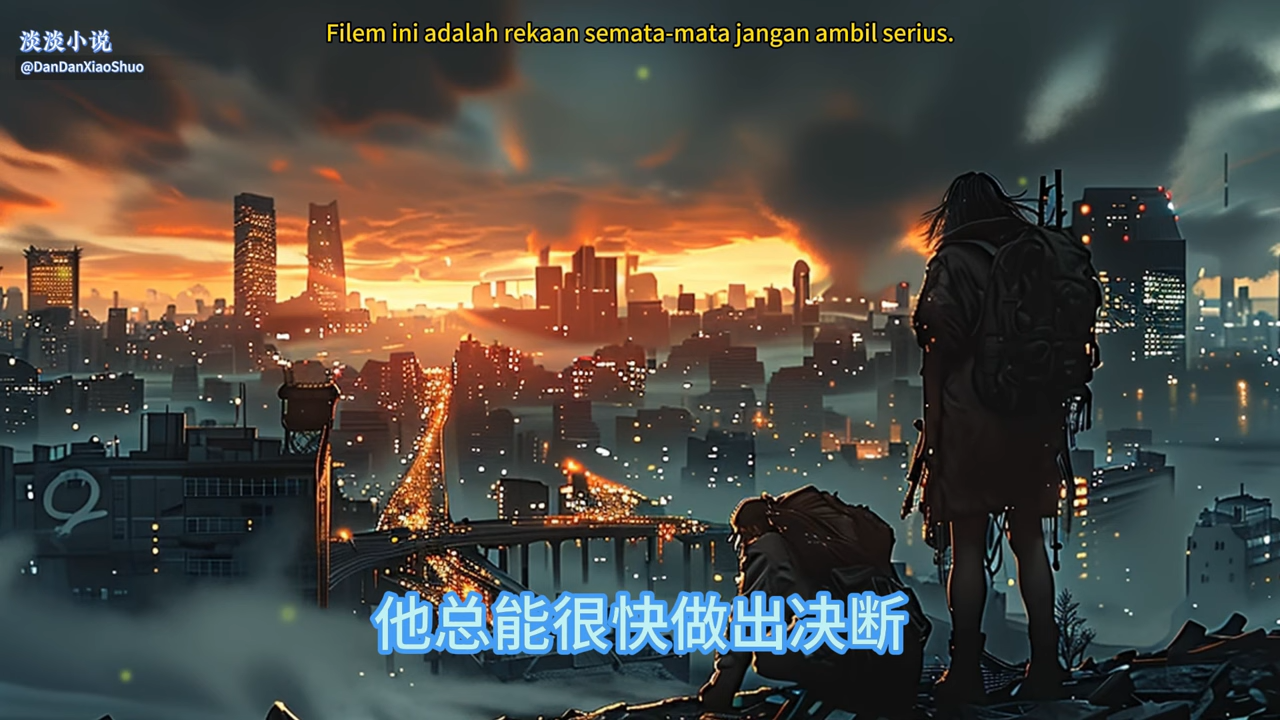 Filem ini adalah rekaan semata-mata jangan ambil serius.
淡淡小说
@DanDanXiaoShuo
他总能很快做出决断